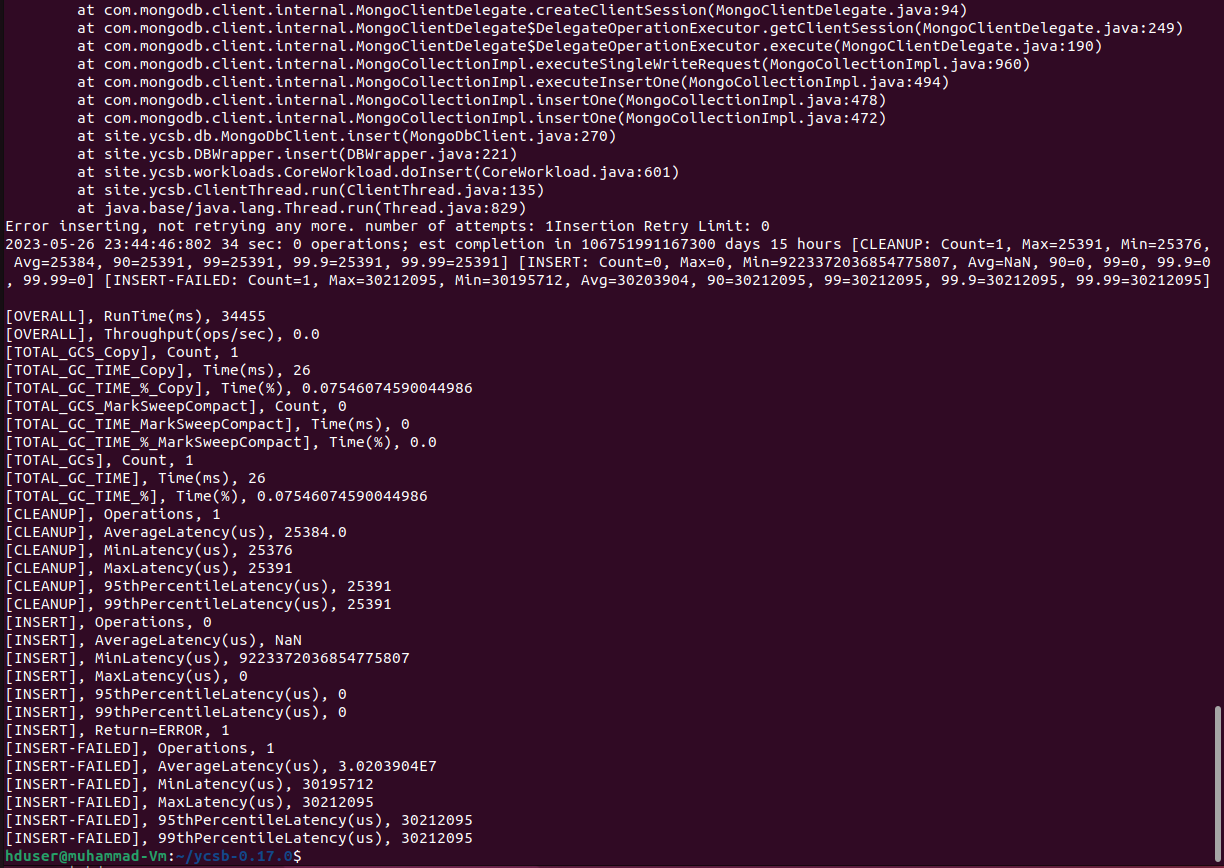 at com.mongodb.client.internal.MongoClientDelegate.createClientSession(MongoClientDelegate.java:94)
at com.mongodb.client.internal.MongoClientDelegate$DelegateOperationExecutor.getClientSession(MongoClientDelegate.java:249)
at com.mongodb.client.internal.MongoClientDelegate$DelegateOperationExecutor.execute(MongoClientDelegate.java:190)
at com.mongodb.client.internal.MongoCollectionImpl.executeSingleWriteRequest(MongoCollectionImpl.java:960)
at com.mongodb.client.internal.MongoCollectionImpl.executeInsertOne(MongoCollectionImpl.java:494)
at com.mongodb.client.internal.MongoCollectionImpl.insertOne(MongoCollectionImpl.java:478)
at com.mongodb.client.internal.MongoCollectionImpl.insertOne(MongoCollectionImpl.java:472)
at site.ycsb.db.MongoDbClient.insert(MongoDbClient.java:270)
at site.ycsb.DBWrapper.insert(DBWrapper.java:221)
at site.ycsb.workloads.CoreWorkload.doInsert(CoreWorkload.java:601)
at site.ycsb.ClientThread.run(ClientThread.java:135)
at java.base/java.lang.Thread.run(Thread.java:829)
Error inserting, not retrying any more. number of attempts: 1Insertion Retry Limit: 0
2023-05-26 23:44:46:802 34 sec: 0 operations; est completion in 106751991167300 days 15 hours [CLEANUP: Count=1, Max=25391, Min=25376,
Avg=25384, 90=25391, 99=25391, 99.9=25391, 99.99=25391] [INSERT: Count=0, Max=0, Min=9223372036854775807, Avg=NaN, 90=0, 99=0, 99.9=0
, 99.99=0] [INSERT-FAILED: Count=1, Max=30212095, Min=30195712, Avg=30203904, 90=30212095, 99=30212095, 99.9=30212095, 99.99=30212095]
[OVERALL], RunTime(ms), 34455
[OVERALL], Throughput(ops/sec), 0.0
[TOTAL_GCS_Copy], Count, 1
[TOTAL_GC_TIME_Copy], Time(ms), 26
[TOTAL_GC_TIME_%_Copy], Time(%), 0.07546074590044986
[TOTAL_GCS_MarkSweepCompact], Count, 0
[TOTAL_GC_TIME_MarkSweepCompact], Time(ms), 0
[TOTAL_GC_TIME_%_MarkSweepCompact], Time(%), 0.0
[TOTAL_GCs], Count, 1
[TOTAL_GC_TIME], Time(ms), 26
[TOTAL_GC_TIME_%], Time(%), 0.07546074590044986
[CLEANUP], Operations, 1
[CLEANUP], AverageLatency(us), 25384.0
[CLEANUP], MinLatency(us), 25376
[CLEANUP], MaxLatency(us), 25391
[CLEANUP], 95thPercentileLatency(us), 25391
[CLEANUP], 99thPercentileLatency(us), 25391
[INSERT], Operations, 0
[INSERT], AverageLatency(us), NaN
[INSERT], MinLatency(us), 9223372036854775807
[INSERT], MaxLatency(us), 0
[INSERT], 95thPercentileLatency(us), 0
[INSERT], 99thPercentileLatency(us), 0
[INSERT], Return=ERROR, 1
[INSERT-FAILED], Operations, 1
[INSERT-FAILED], AverageLatency(us), 3.0203904E7
[INSERT-FAILED], MinLatency(us), 30195712
[INSERT-FAILED], MaxLatency(us), 30212095
[INSERT-FAILED], 95thPercentileLatency(us), 30212095
[INSERT-FAILED], 99thPercentileLatency(us), 30212095
hduser@muhammad-Vm:~/ycsb-0.17.0$